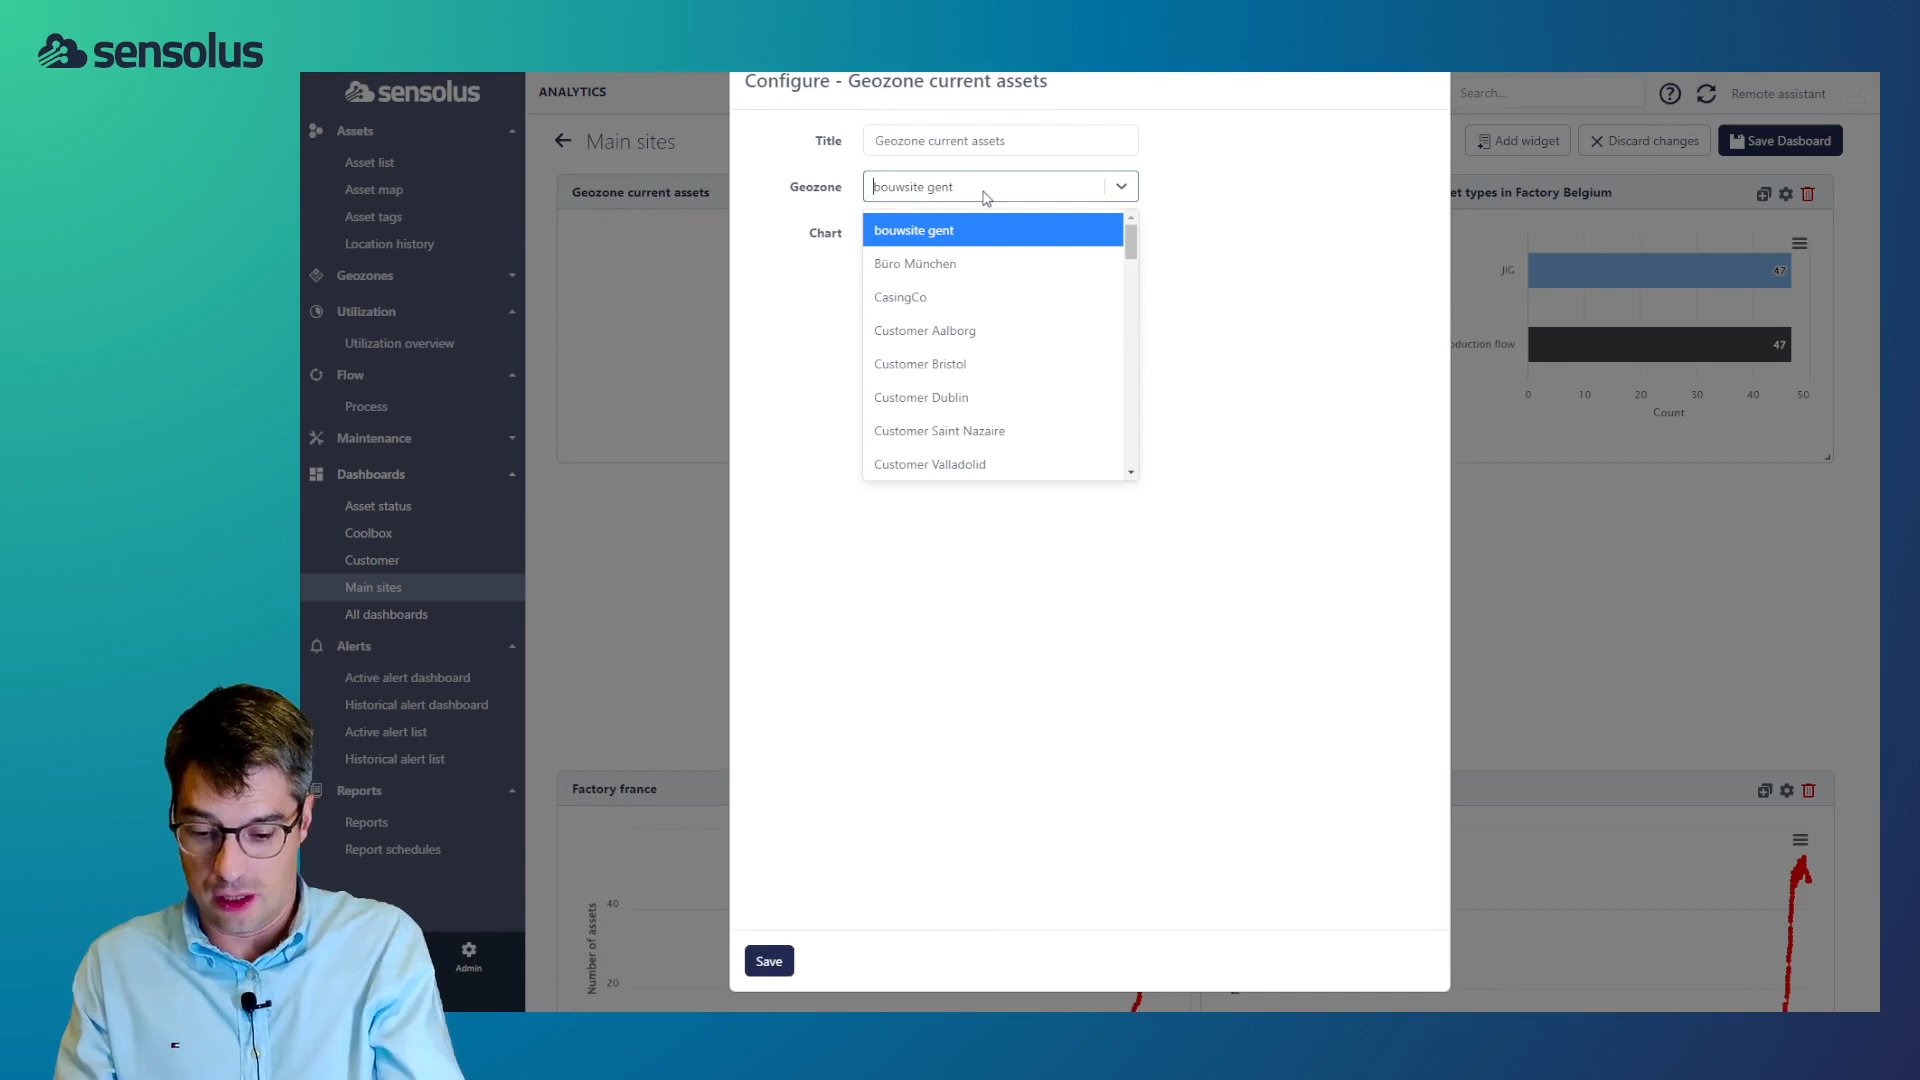 sensolus
sensolus
Assets
Asset list
Asset map
Asset tags
Location history
Geozones
Utilization
Utilization overview
Flow
Process
Maintenance
Dashboards
Asset status
Coolbox
Customer
Main sites
All dashboards
Alerts
Active alert dashboard
Historical alert dashboard
Active alert list
Historical alert list
Reports
Reports
Report schedules
Admin
ANALYTICS
Search...
Remote assistant
Main sites
Add widget
Discard changes
Save Dasboard
Geozone current assets
Configure - Geozone current assets
Title
Geozone current assets
Geozone
bouwsite gent
Chart
bouwsite gent
Büro München
CasingCo
Customer Aalborg
Customer Bristol
Customer Dublin
Customer Saint Nazaire
Customer Valladolid
Save
et types in Factory Belgium
JIG
47
oduction flow
47
0 10 20 30 40 50
Count
Factory france
Number of assets
40
20